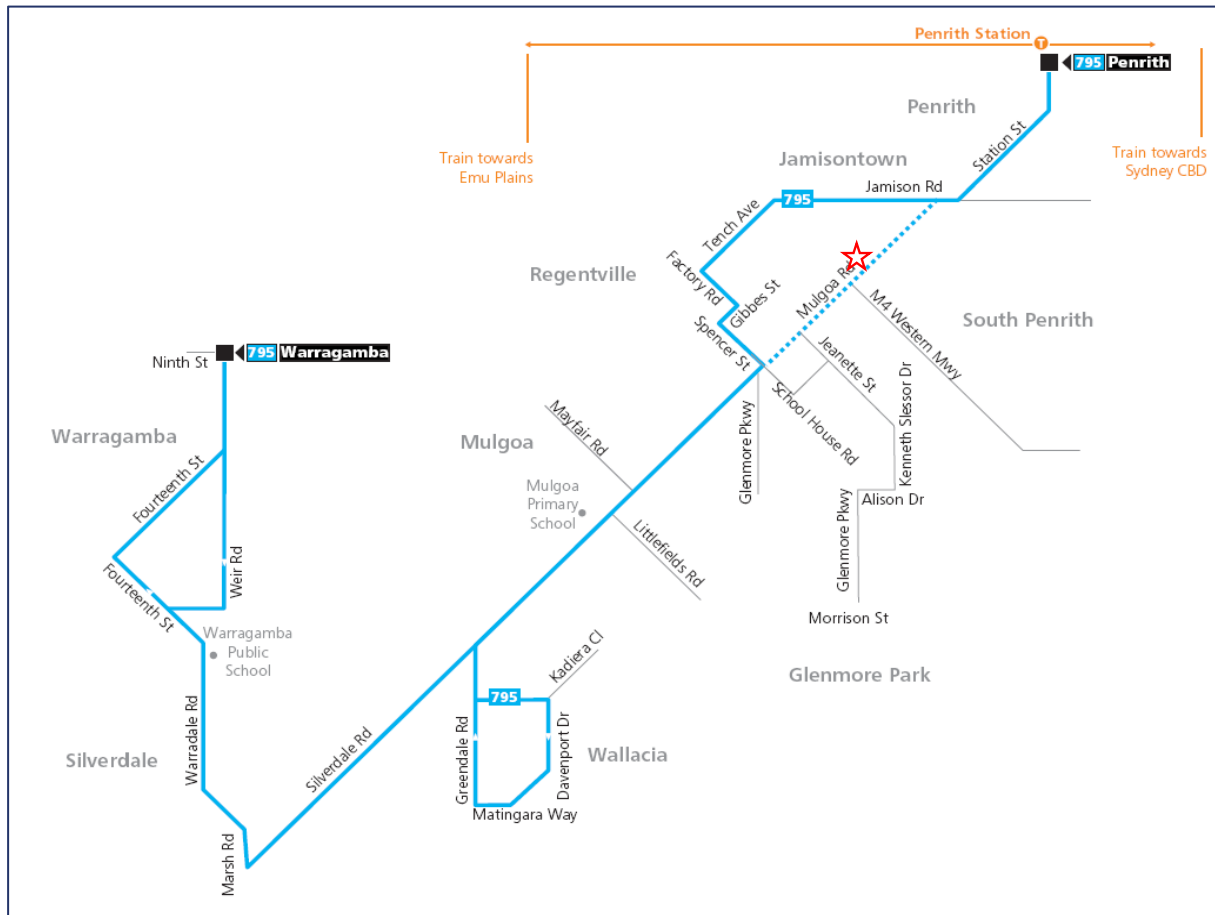 Penrith Station
T
795 Penrith
Penrith
Station St
Train towards
Emu Plains
Jamisontown
Train towards
Sydney CBD
Jamison Rd
795
Tench Ave
Regentville
Factory Rd
Gibbes St
Mulgoa Rd
M4 Western Mwy
South Penrith
Spencer St
Jeanette St
Ninth St
795 Warragamba
Kenneth Slessor Dr
School House Rd
Mayfair Rd
Glenmore Pkwy
Warragamba
Mulgoa
Fourteenth St
Mulgoa
Primary
School
Alison Dr
Glenmore Pkwy
Littlefields Rd
Weir Rd
Fourteenth St
Morrison St
Warragamba
Public
School
Kadiera Cl
Glenmore Park
795
Warradale Rd
Silverdale Rd
Greendale Rd
Davenport Dr
Wallacia
Silverdale
Matingara Way
Marsh Rd